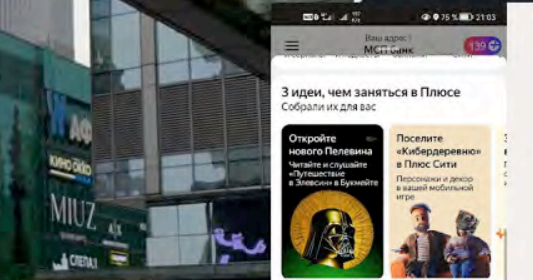 КИНО ОККО
MIUZ
75 % 21:03
Ваш адрес
МСП банк
139
3 идеи, чем заняться в Плюсе
Собрали их для вас
Откройте
нового Пелевина
Читайте и слушайте
«Путешествие
в Элевсин» в Букмейте
Поселите
«Кибердеревню»
в Плюс Сити
Персонажи и декор
в вашей мобильной
игре